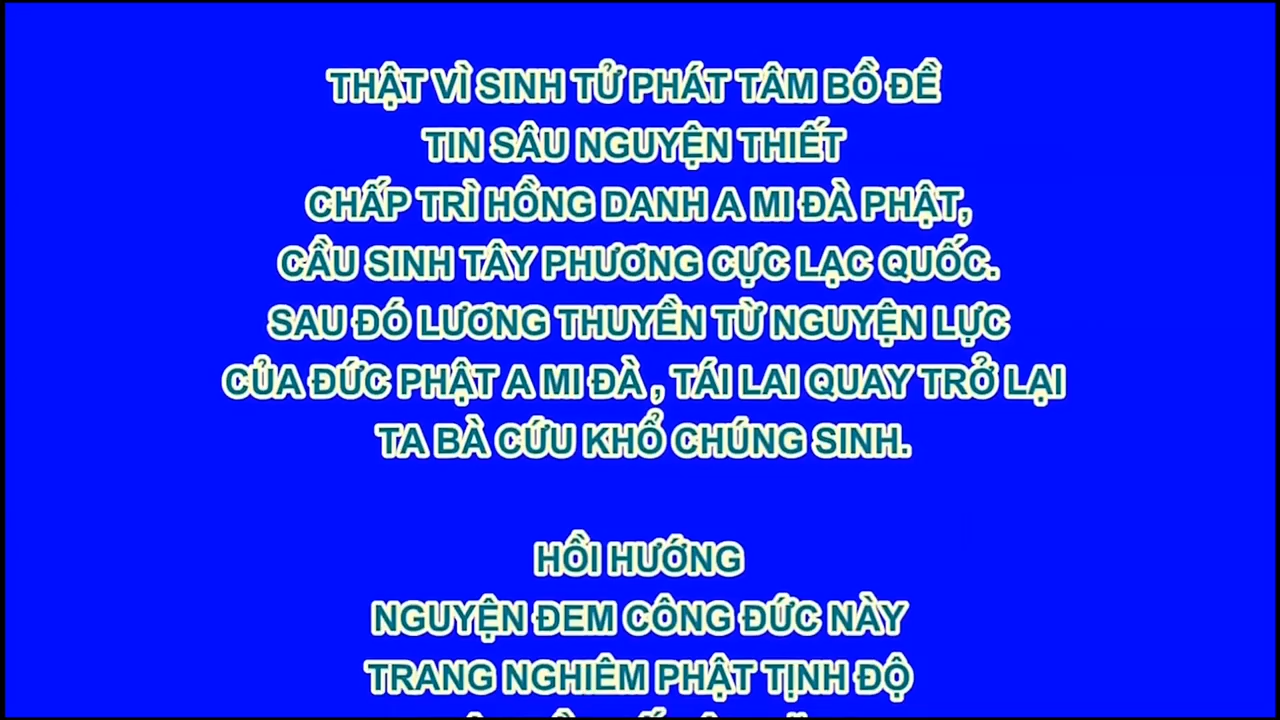 THẬT VÌ SINH TỬ PHÁT TÂM BỒ ĐỀ
TIN SÂU NGUYỆN THIẾT
CHẤP TRÌ HỒNG DANH A MI ĐÀ PHẬT,
CẦU SINH TÂY PHƯƠNG CỰC LẠC QUỐC.
SAU ĐÓ LƯƠNG THUYỀN TỪ NGUYỆN LỰC
CỦA ĐỨC PHẬT A MI ĐÀ , TÁI LAI QUAY TRỞ LẠI
TA BÀ CỨU KHỔ CHÚNG SINH.
HỒI HƯỚNG
NGUYỆN ĐEM CÔNG ĐỨC NÀY
TRANG NGHIÊM PHẬT TỊNH ĐỘ